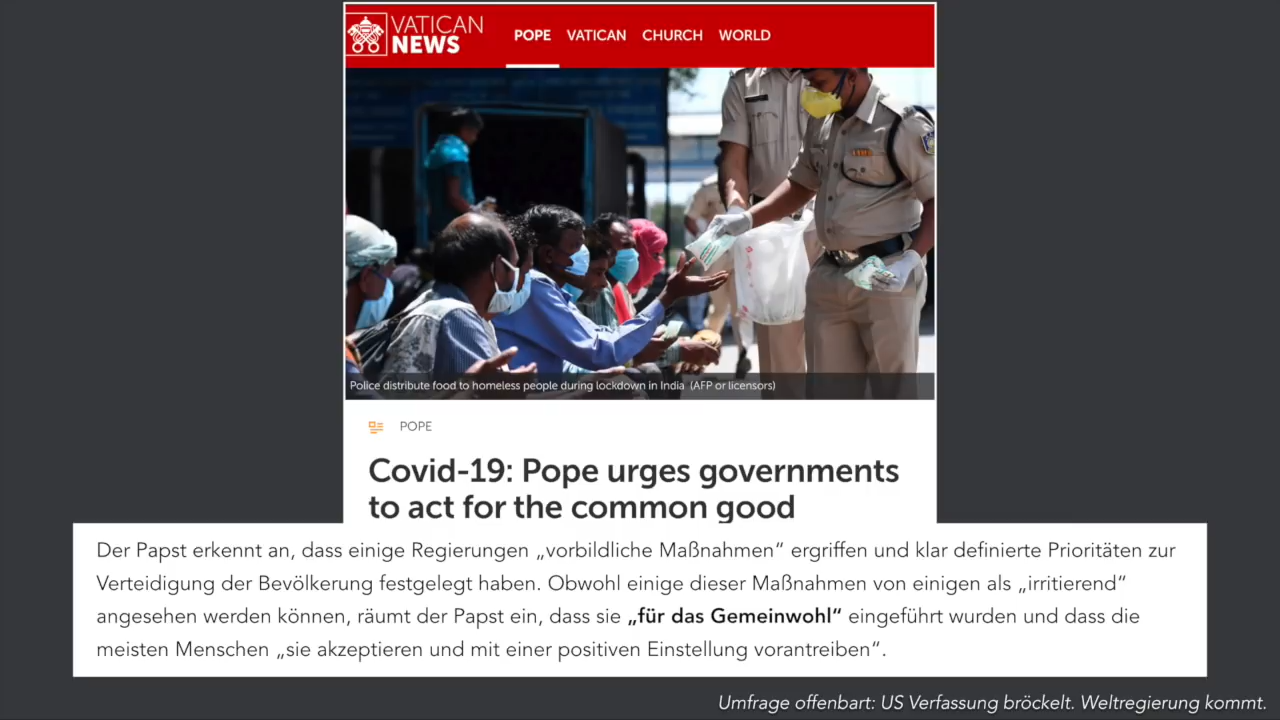 VATICAN
NEWS
POPE VATICAN CHURCH WORLD
Police distribute food to homeless people during lockdown in India (AFP or licensors)
POPE
Covid-19: Pope urges governments
to act for the common good
Der Papst erkennt an, dass einige Regierungen „vorbildliche Maßnahmen“ ergriffen und klar definierte Prioritäten zur
Verteidigung der Bevölkerung festgelegt haben. Obwohl einige dieser Maßnahmen von einigen als „irritierend“
angesehen werden können, räumt der Papst ein, dass sie „für das Gemeinwohl“ eingeführt wurden und dass die
meisten Menschen „sie akzeptieren und mit einer positiven Einstellung vorantreiben“.
Umfrage offenbart: US Verfassung bröckelt. Weltregierung kommt.